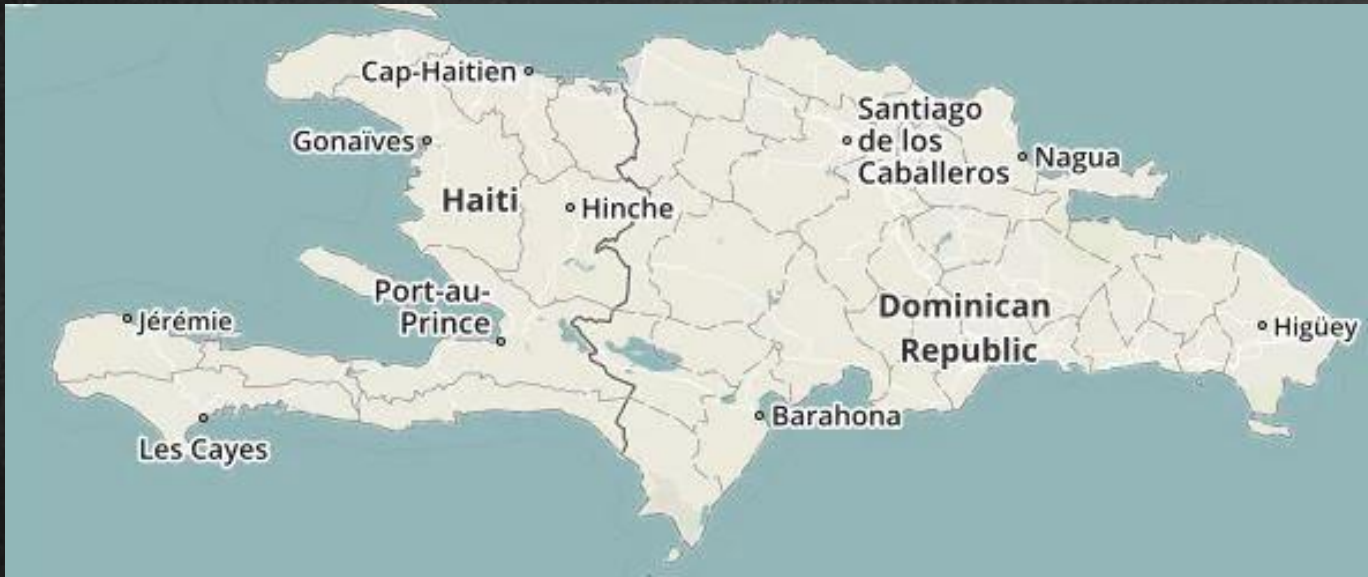 Cap-Haitien
Gonaïves
Haiti
Hinche
Port-au-
Prince
Jérémie
Les Cayes
Santiago
de los
Caballeros
Nagua
Dominican
Republic
Higüey
Barahona